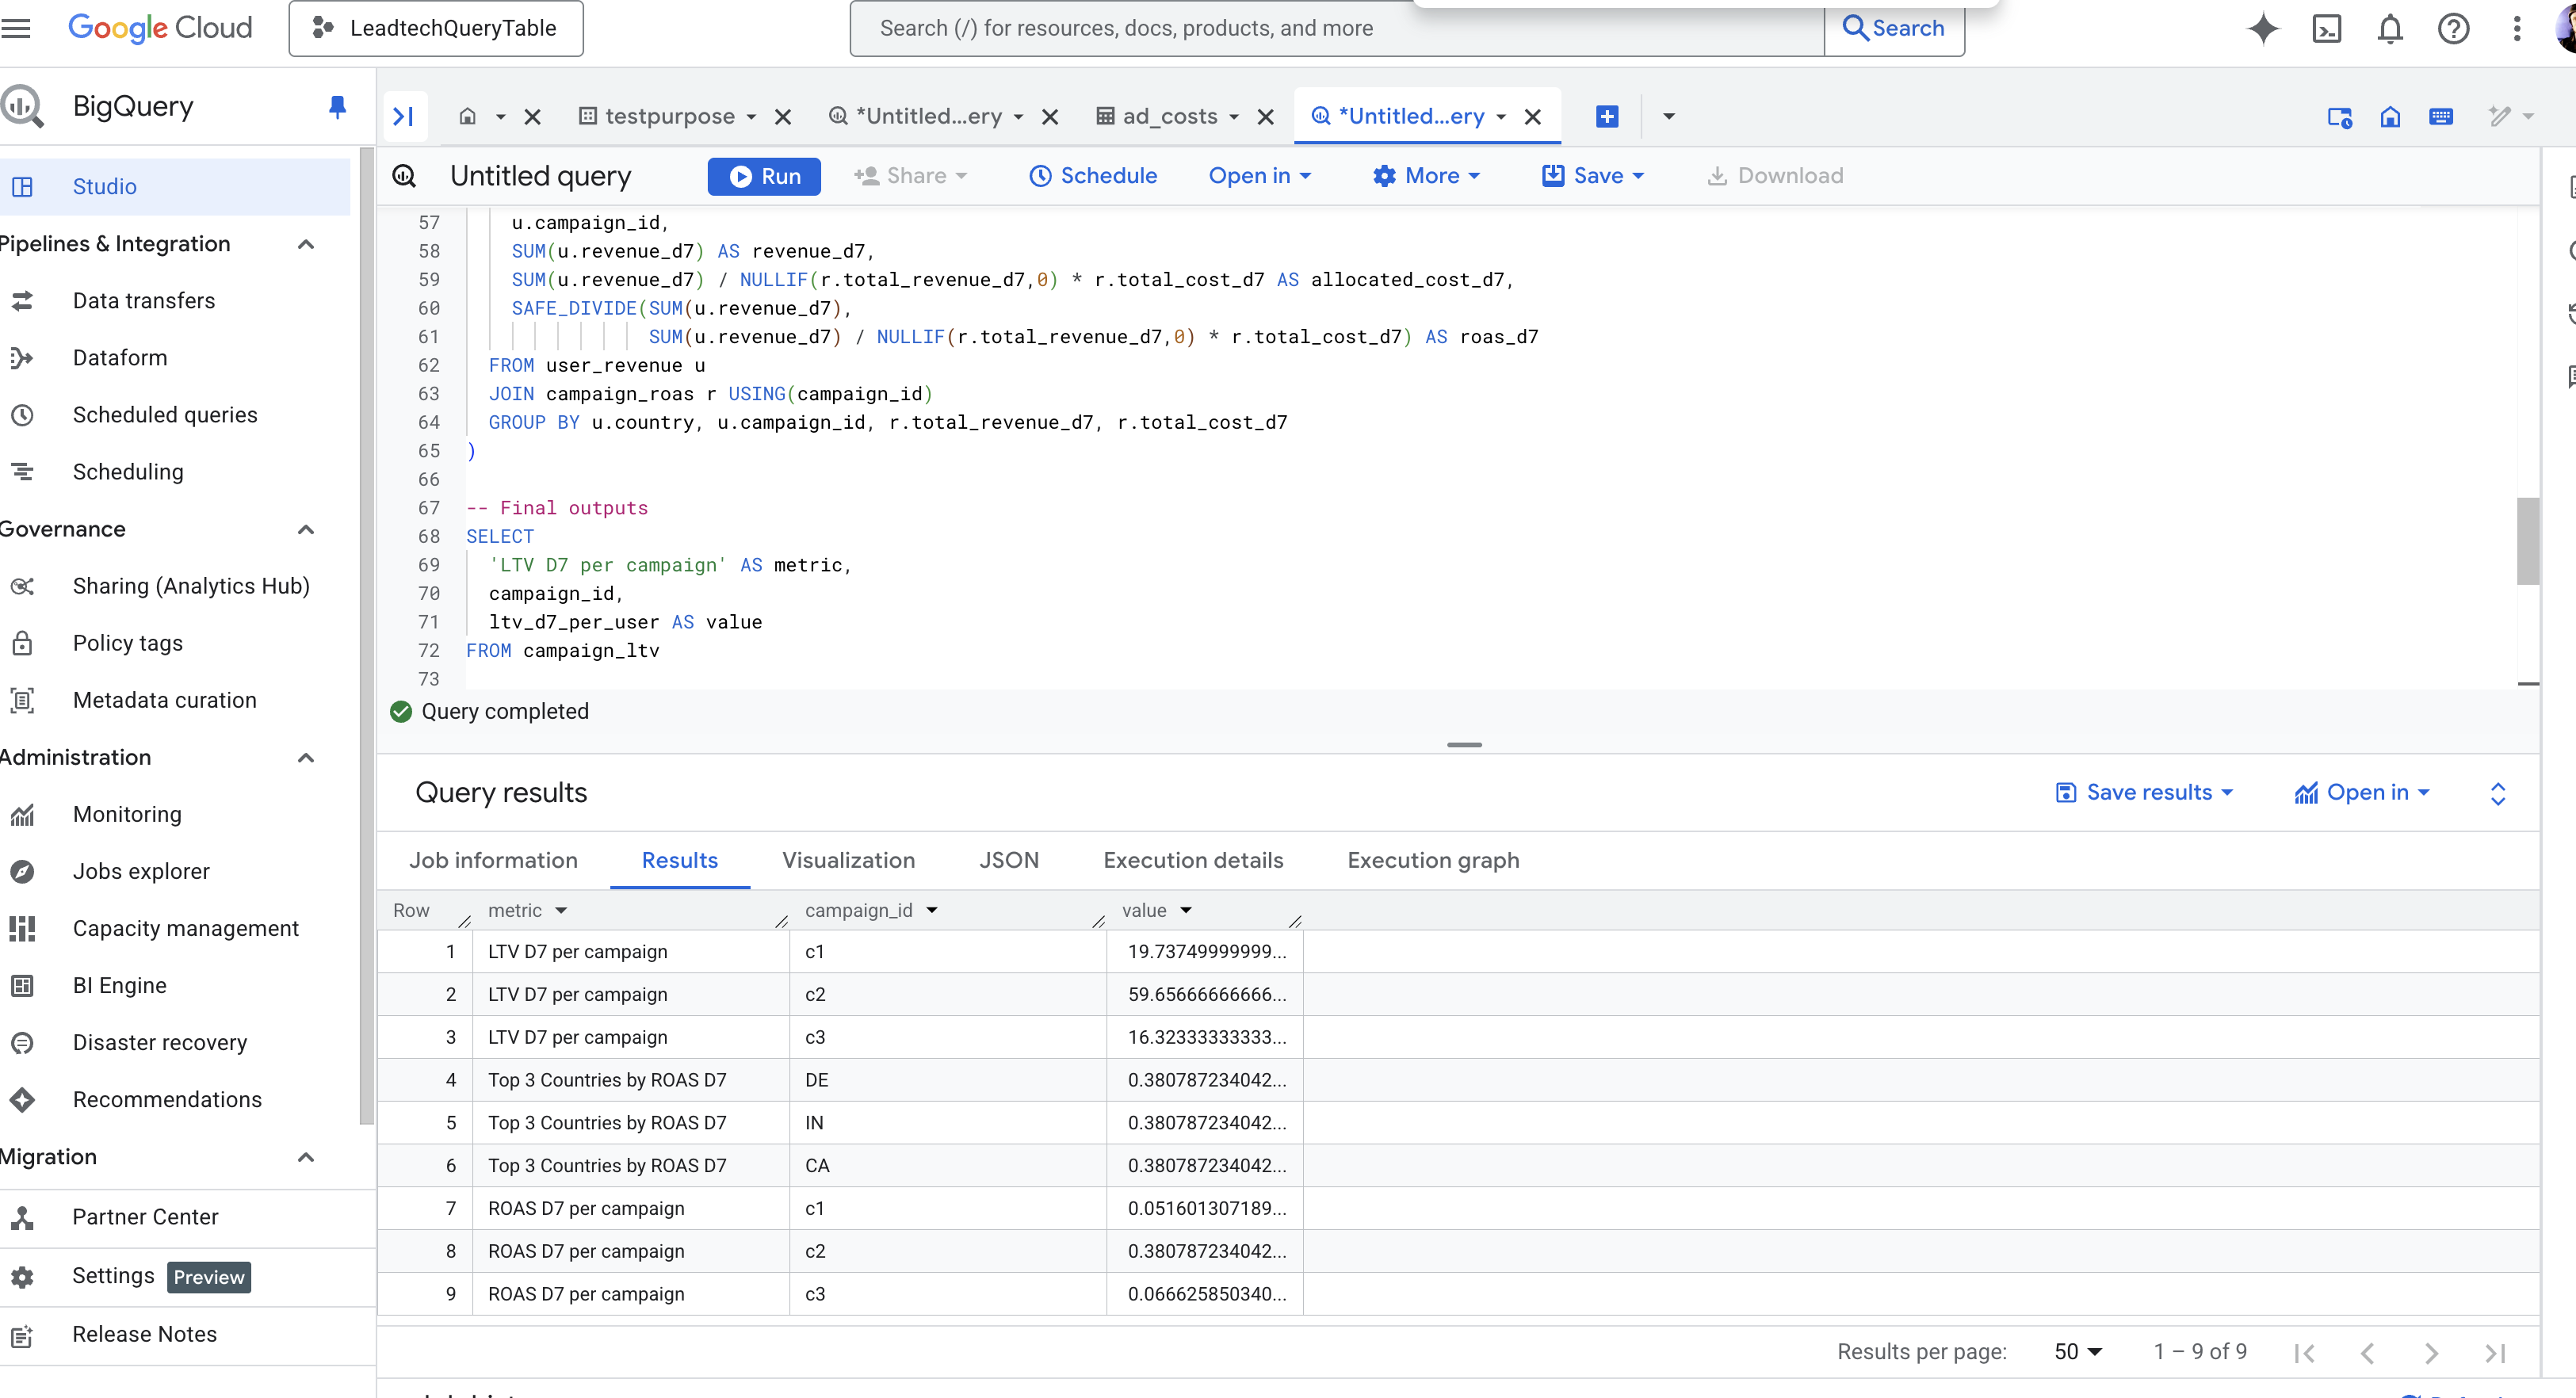 Google Cloud
LeadtechQueryTable
Search (/) for resources, docs, products, and more
Search
BigQuery
testpurpose
*Untitled...ery
ad_costs
*Untitled...ery
Untitled query
Run
Share
Schedule
Open in
More
Save
Download
Studio
Pipelines & Integration
Data transfers
Dataform
Scheduled queries
Scheduling
Governance
Sharing (Analytics Hub)
Policy tags
Metadata curation
Administration
Monitoring
Jobs explorer
Capacity management
BI Engine
Disaster recovery
Recommendations
Migration
Partner Center
Settings Preview
Release Notes
57 u.campaign_id,
58 SUM(u.revenue_d7) AS revenue_d7,
59 SUM(u.revenue_d7) / NULLIF(r.total_revenue_d7,0) * r.total_cost_d7 AS allocated_cost_d7,
60 SAFE_DIVIDE(SUM(u.revenue_d7),
61 SUM(u.revenue_d7) / NULLIF(r.total_revenue_d7,0) * r.total_cost_d7) AS roas_d7
62 FROM user_revenue u
63 JOIN campaign_roas r USING(campaign_id)
64 GROUP BY u.country, u.campaign_id, r.total_revenue_d7, r.total_cost_d7
65 )
66
67 -- Final outputs
68 SELECT
69 'LTV D7 per campaign' AS metric,
70 campaign_id,
71 ltv_d7_per_user AS value
72 FROM campaign_ltv
73
Query completed
Query results
Save results
Open in
Job information Results Visualization JSON Execution details Execution graph
Row metric campaign_id value
1 LTV D7 per campaign c1 19.73749999999...
2 LTV D7 per campaign c2 59.65666666666...
3 LTV D7 per campaign c3 16.32333333333...
4 Top 3 Countries by ROAS D7 DE 0.380787234042...
5 Top 3 Countries by ROAS D7 IN 0.380787234042...
6 Top 3 Countries by ROAS D7 CA 0.380787234042...
7 ROAS D7 per campaign c1 0.051601307189...
8 ROAS D7 per campaign c2 0.380787234042...
9 ROAS D7 per campaign c3 0.066625850340...
Results per page: 50 1 – 9 of 9